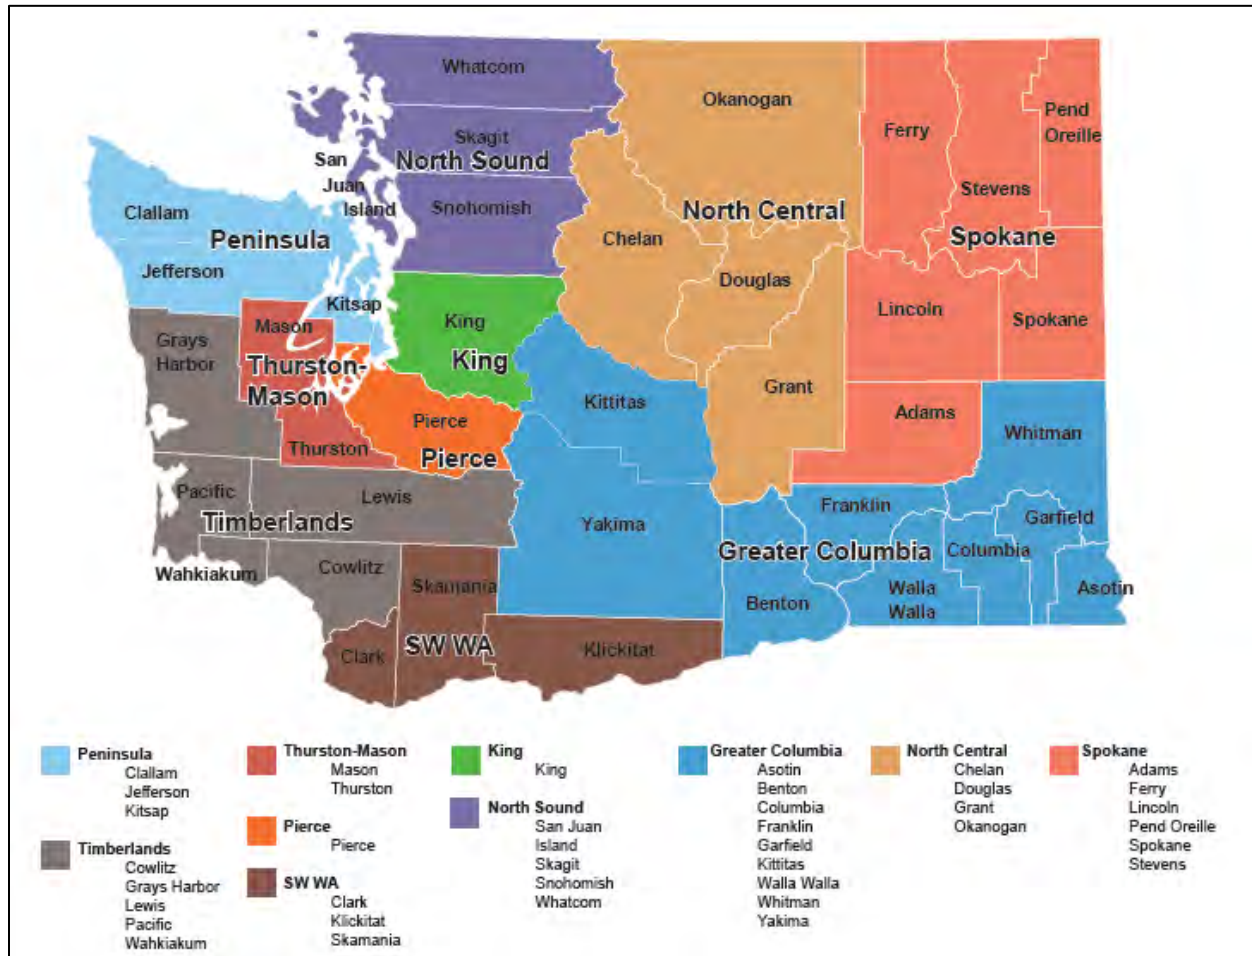 Whatcom
Okanogan
Pend
Oreille
Ferry
Skagit
North Sound
San
Juan
Island
Stevens
Snohomish
Clallam
North Central
Peninsula
Chelan
Spokane
Jefferson
Douglas
Kitsap
Lincoln
Spokane
King
Mason
Grays
Harbor
King
Thurston-
Mason
Grant
Kittitas
Adams
Pierce
Whitman
Thurston
Pierce
Pacific
Lewis
Franklin
Garfield
Timberlands
Yakima
Greater Columbia
Columbia
Wahkiakum
Cowlitz
Skamania
Walla
Walla
Asotin
Benton
SW WA
Clark
Klickitat
Peninsula
Clallam
Jefferson
Kitsap
Timberlands
Cowlitz
Grays Harbor
Lewis
Pacific
Wahkiakum
Thurston-Mason
Mason
Thurston
Pierce
Pierce
SW WA
Clark
Klickitat
Skamania
King
King
North Sound
San Juan
Island
Skagit
Snohomish
Whatcom
Greater Columbia
Asotin
Benton
Columbia
Franklin
Garfield
Kittitas
Walla Walla
Whitman
Yakima
North Central
Chelan
Douglas
Grant
Okanogan
Spokane
Adams
Ferry
Lincoln
Pend Oreille
Spokane
Stevens